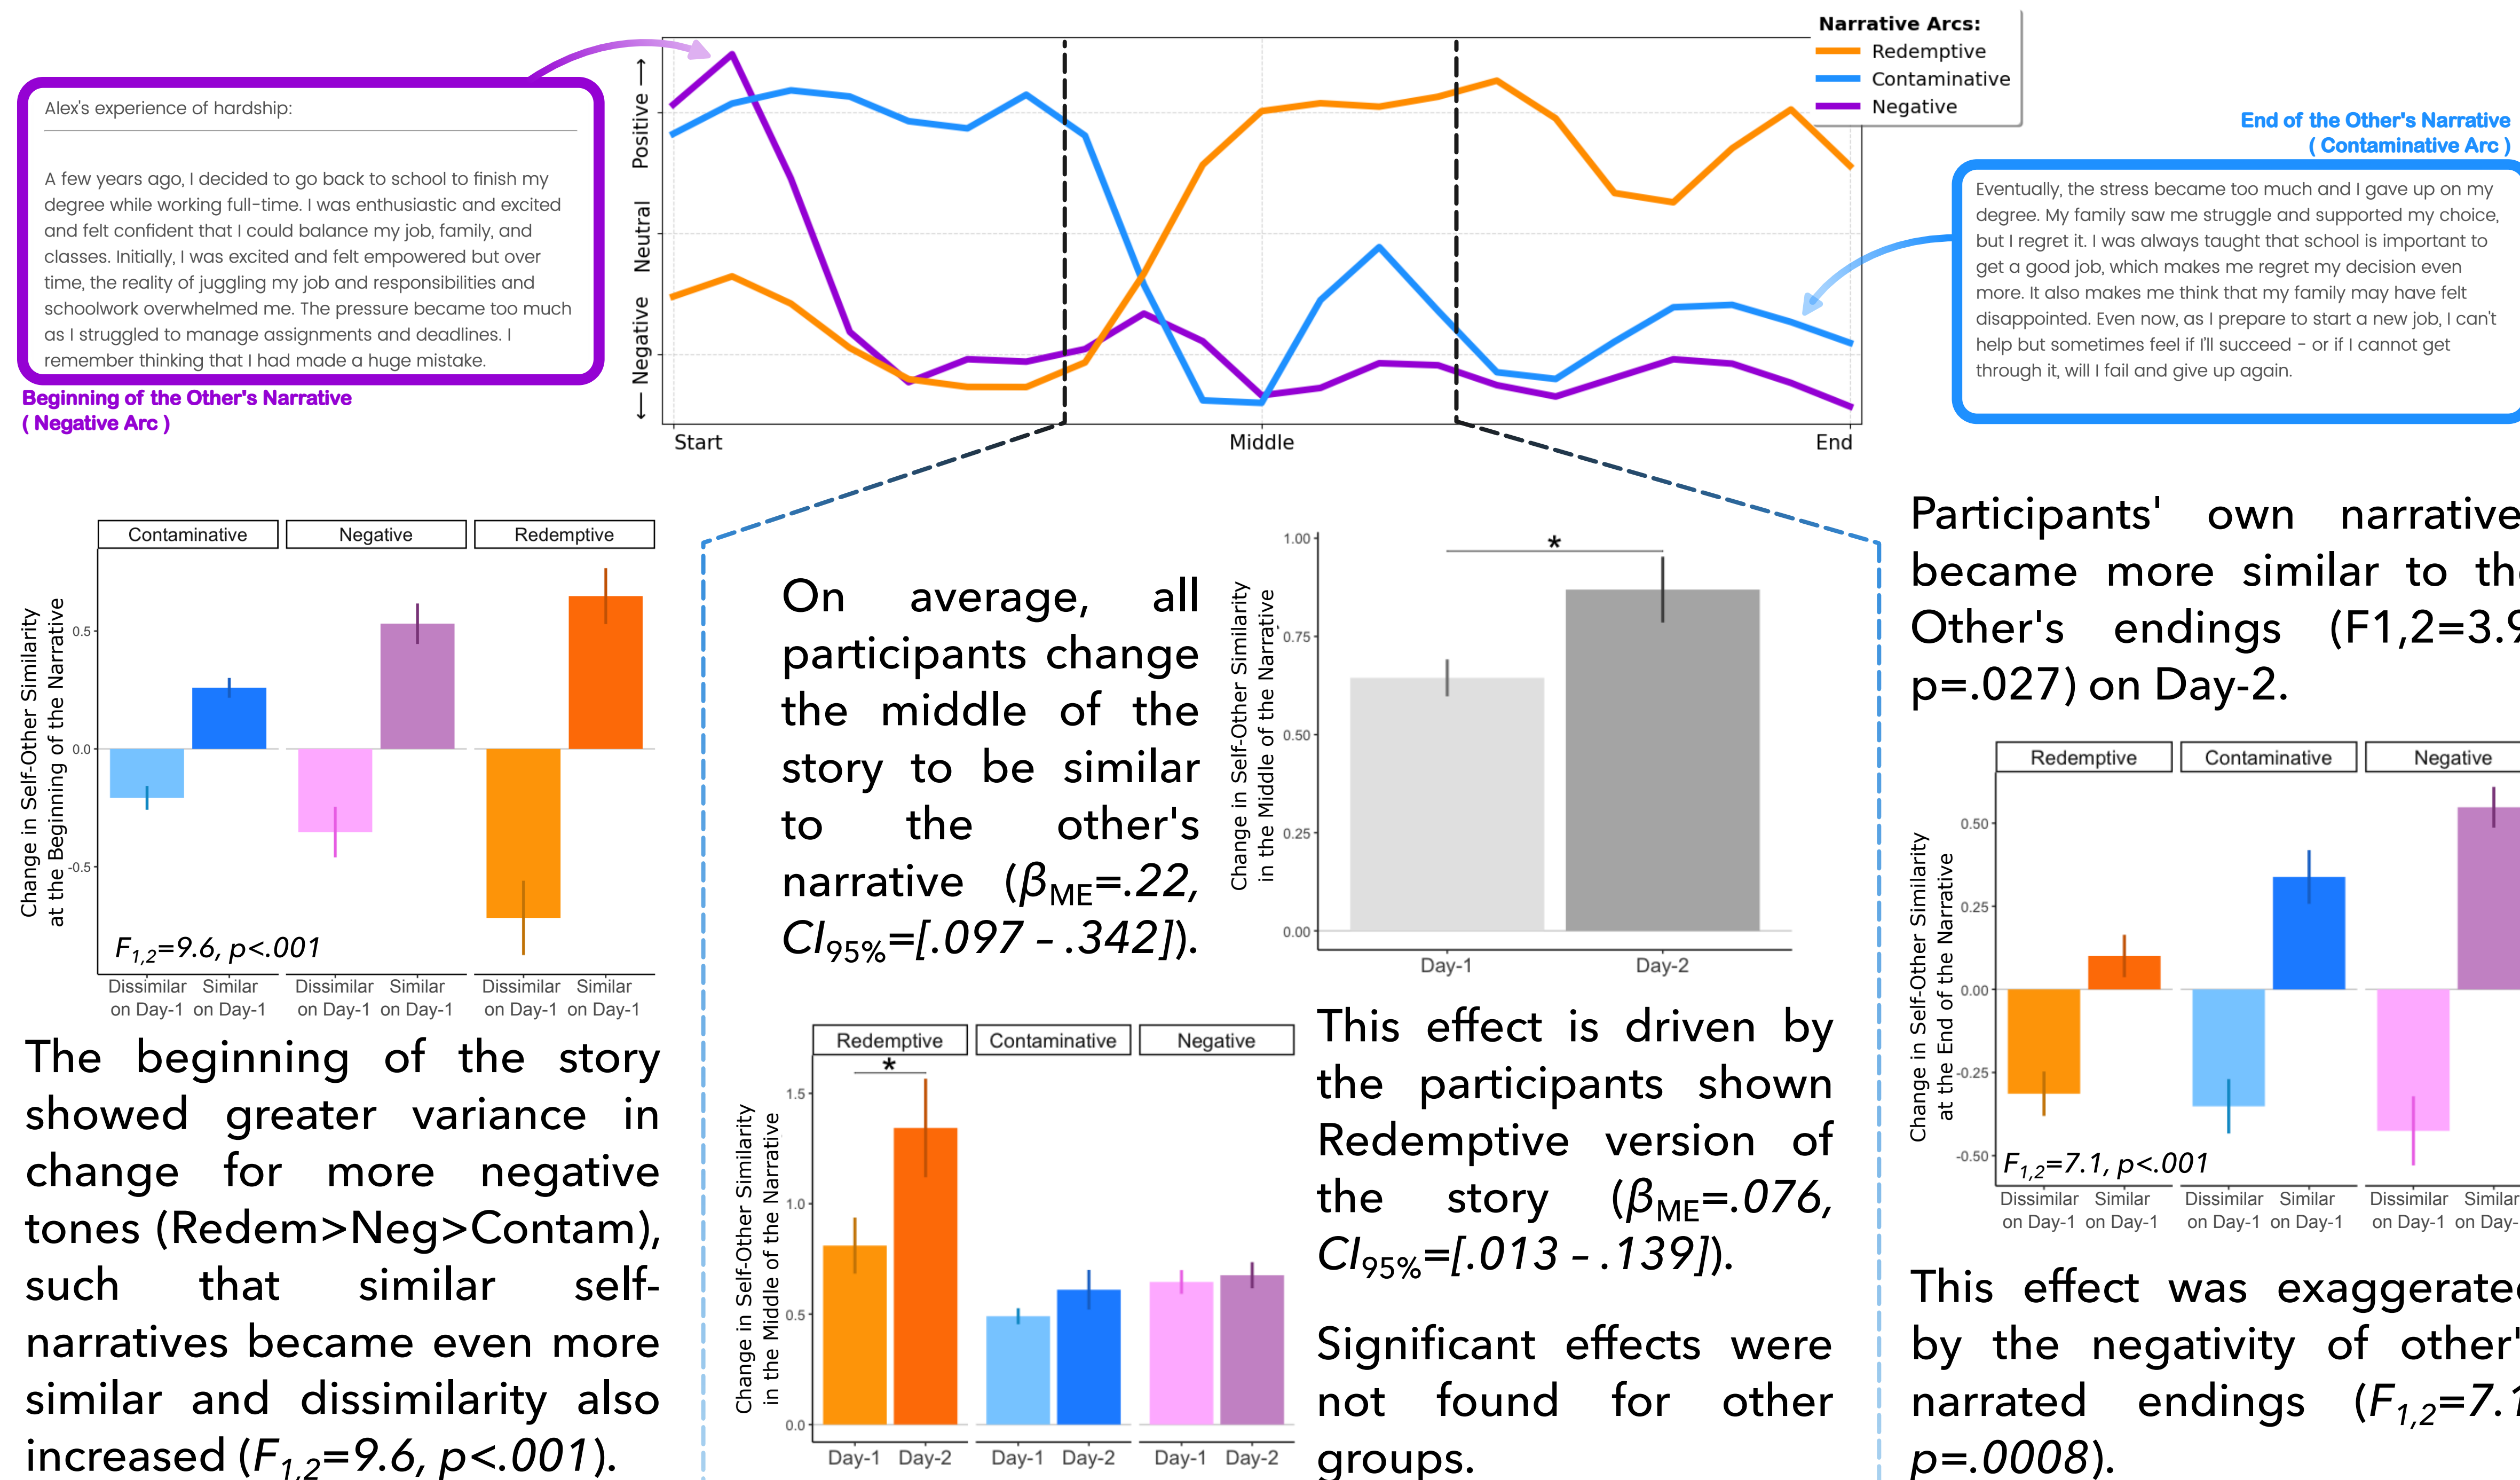 Narrative Arcs:
Redemptive
Contaminative
Negative
← Negative Neutral Positive →
Start
Middle
End
Alex's experience of hardship:
A few years ago, I decided to go back to school to finish my
degree while working full-time. I was enthusiastic and excited
and felt confident that I could balance my job, family, and
classes. Initially, I was excited and felt empowered but over
time, the reality of juggling my job and responsibilities and
schoolwork overwhelmed me. The pressure became too much
as I struggled to manage assignments and deadlines. I
remember thinking that I had made a huge mistake.
Beginning of the Other's Narrative
( Negative Arc )
End of the Other's Narrative
( Contaminative Arc )
Eventually, the stress became too much and I gave up on my
degree. My family saw me struggle and supported my choice,
but I regret it. I was always taught that school is important to
get a good job, which makes me regret my decision even
more. It also makes me think that my family may have felt
disappointed. Even now, as I prepare to start a new job, I can't
help but sometimes feel if I'll succeed - or if I cannot get
through it, will I fail and give up again.
Contaminative
Negative
Redemptive
Change in Self-Other Similarity
at the Beginning of the Narrative
0.5
0.0
-0.5
F1,2=9.6, p<.001
Dissimilar on Day-1
Similar on Day-1
Dissimilar on Day-1
Similar on Day-1
Dissimilar on Day-1
Similar on Day-1
The beginning of the story
showed greater variance in
change for more negative
tones (Redem>Neg>Contam),
such that similar self-
narratives became even more
similar and dissimilarity also
increased (F1,2=9.6, p<.001).
On average, all
participants change
the middle of the
story to be similar
to the other's
narrative (βME=.22,
CI95%=[.097 – .342]).
Change in Self-Other Similarity
in the Middle of the Narrative
1.00
0.75
0.50
0.25
0.00
*
Day-1
Day-2
Redemptive
Contaminative
Negative
*
Change in Self-Other Similarity
in the Middle of the Narrative
1.5
1.0
0.5
0.0
Day-1 Day-2
Day-1 Day-2
Day-1 Day-2
This effect is driven by
the participants shown
Redemptive version of
the story (βME=.076,
CI95%=[.013 – .139]).
Significant effects were
not found for other
groups.
Participants' own narrative
became more similar to the
Other's endings (F1,2=3.9
p=.027) on Day-2.
Redemptive
Contaminative
Negative
Change in Self-Other Similarity
at the End of the Narrative
0.50
0.25
0.00
-0.25
-0.50
F1,2=7.1, p<.001
Dissimilar on Day-1
Similar on Day-1
Dissimilar on Day-1
Similar on Day-1
Dissimilar on Day-1
Similar on Day-
This effect was exaggerated
by the negativity of other'
narrated endings (F1,2=7.1
p=.0008).